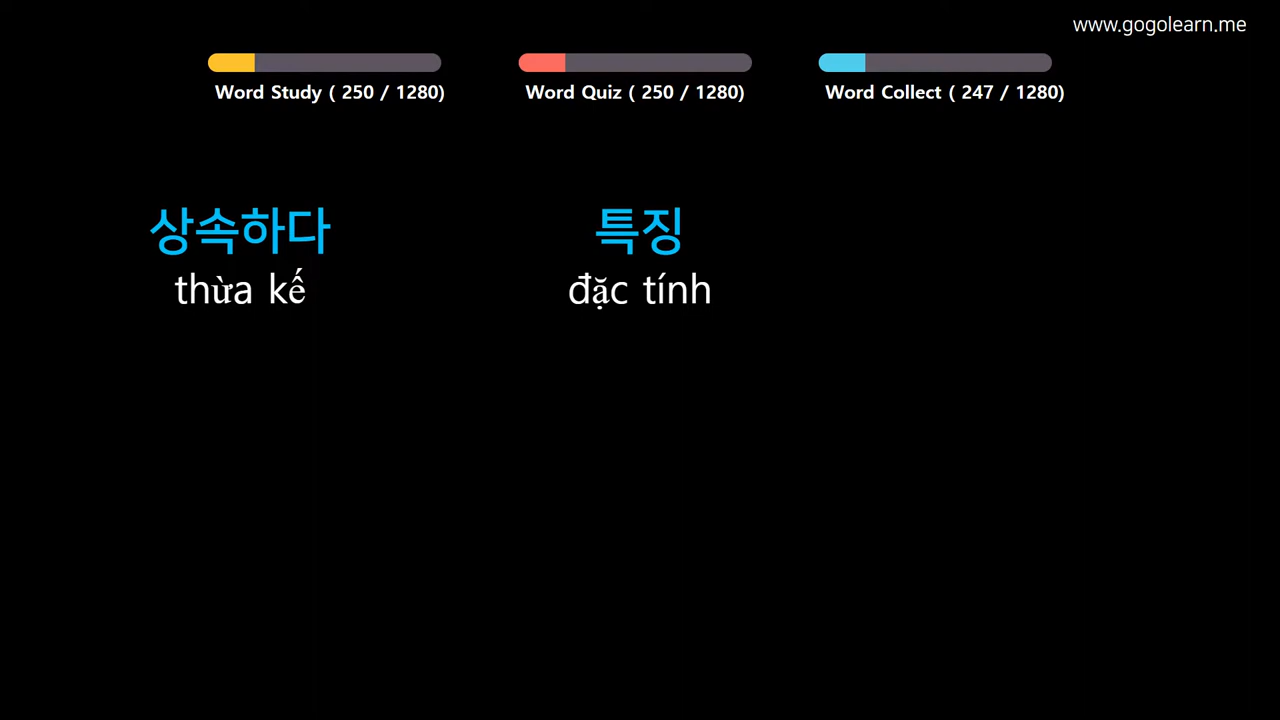 www.gogolearn.me
Word Study ( 250 / 1280)
Word Quiz ( 250 / 1280)
Word Collect ( 247 / 1280)
상속하다
thừa kế
특징
đặc tính